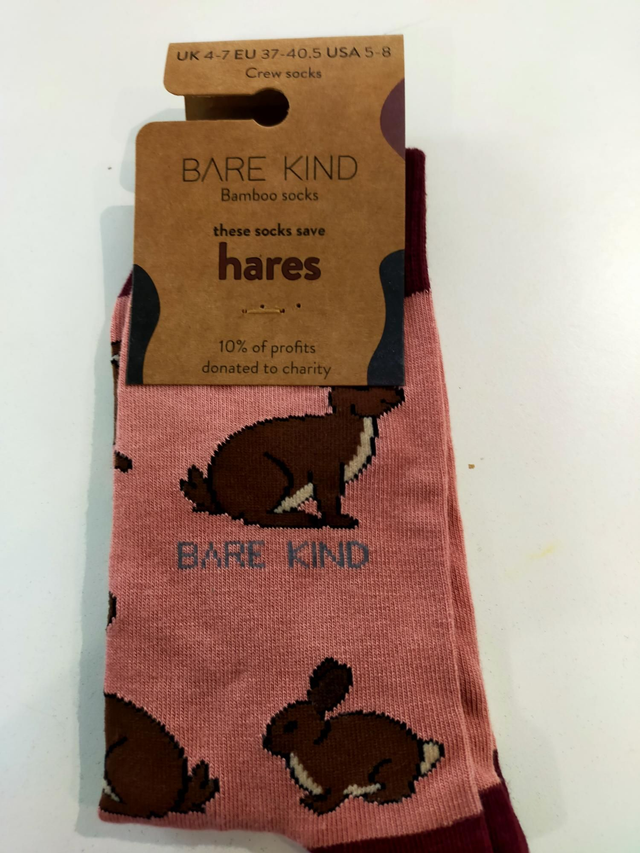 UK 4-7 EU 37-40.5 USA 5-8
Crew socks
BARE KIND
Bamboo socks
these socks save
hares
10% of profits
donated to charity
BARE KIND